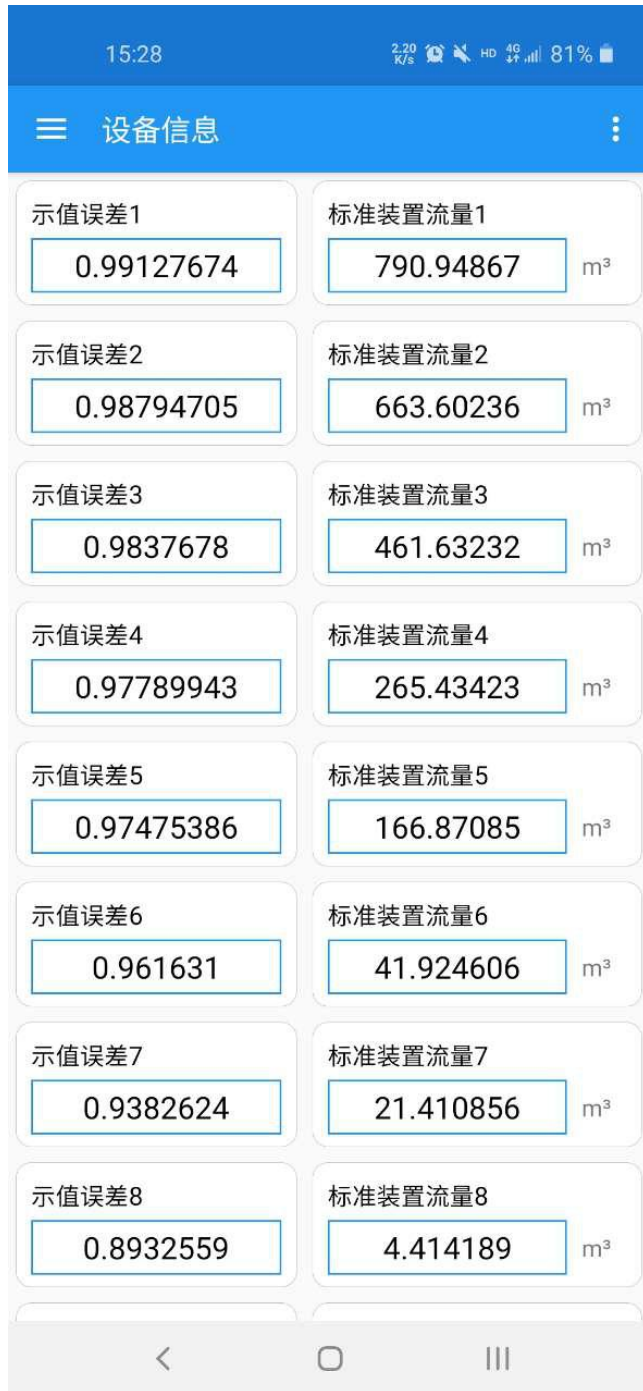 15:28 2.20 K/s HD 4G 81%
设备信息
示值误差1 标准装置流量1
0.99127674 790.94867 m³
示值误差2 标准装置流量2
0.98794705 663.60236 m³
示值误差3 标准装置流量3
0.9837678 461.63232 m³
示值误差4 标准装置流量4
0.97789943 265.43423 m³
示值误差5 标准装置流量5
0.97475386 166.87085 m³
示值误差6 标准装置流量6
0.961631 41.924606 m³
示值误差7 标准装置流量7
0.9382624 21.410856 m³
示值误差8 标准装置流量8
0.8932559 4.414189 m³